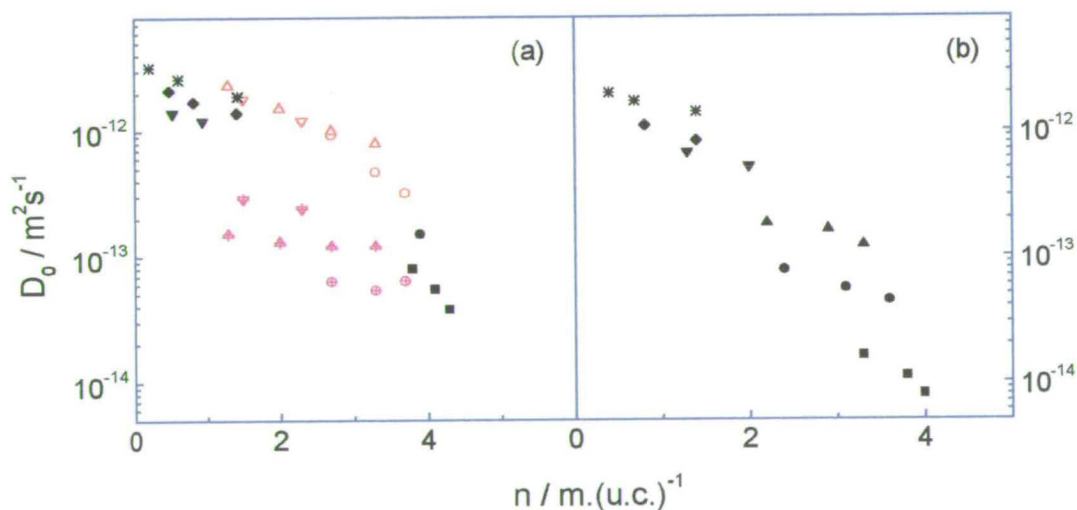 (a)
(b)
10⁻¹²
10⁻¹³
10⁻¹⁴
D₀ / m²s⁻¹
10⁻¹²
10⁻¹³
10⁻¹⁴
0 2 4 0 2 4
n / m.(u.c.)⁻¹